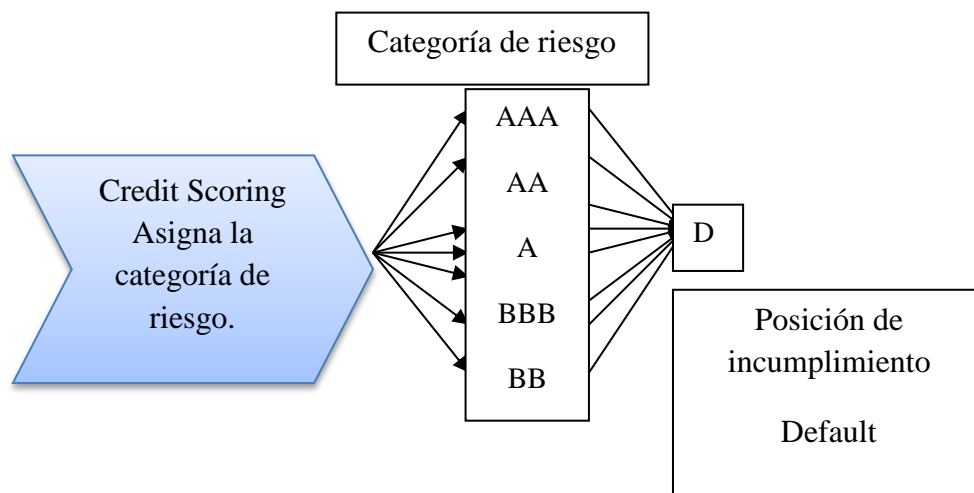 Categoría de riesgo
Credit Scoring
Asigna la
categoría de
riesgo.
AAA
AA
A
BBB
BB
D
Posición de
incumplimiento
Default